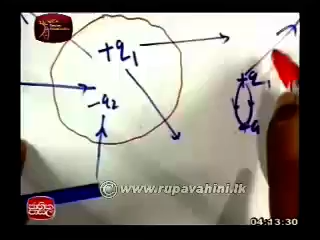 +q₁
-q₂
+q₁
+q
© www.rupavahini.lk
04:13:30